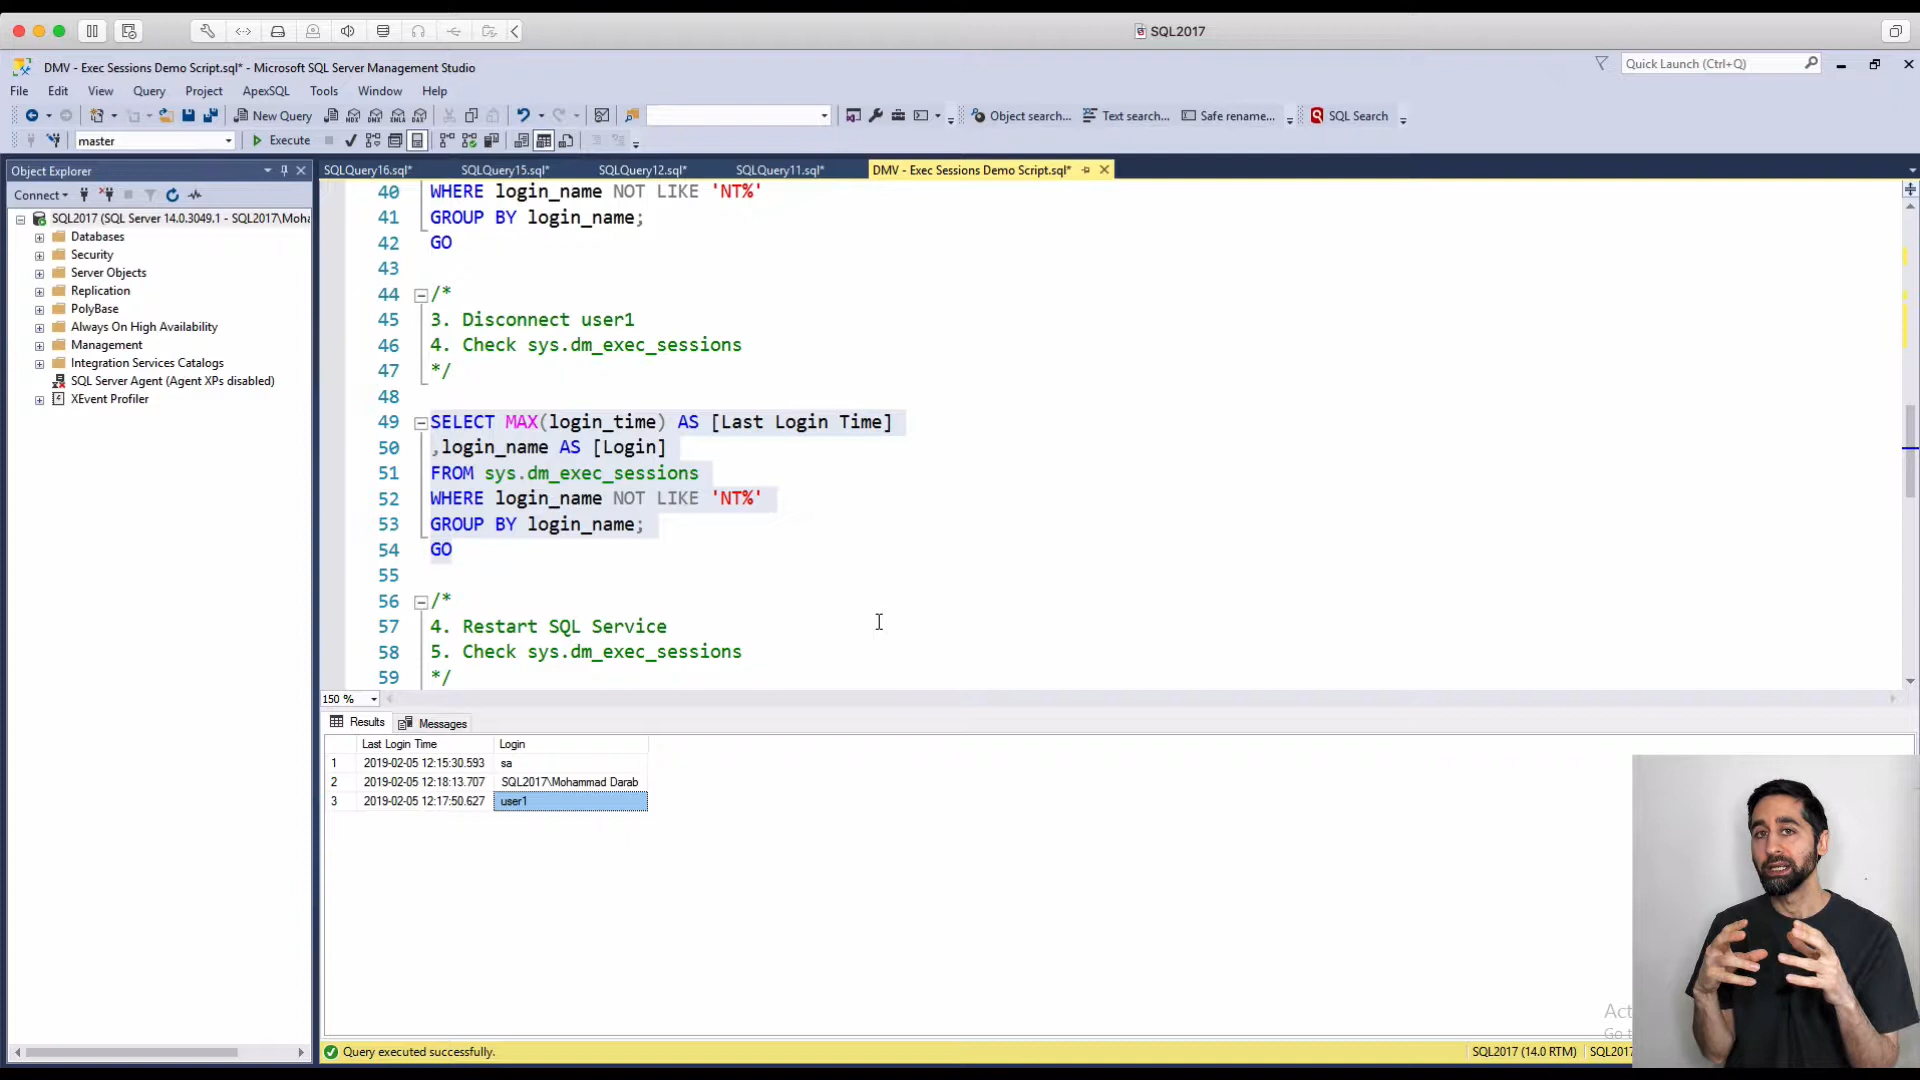 SQL2017
DMV - Exec Sessions Demo Script.sql* - Microsoft SQL Server Management Studio
Quick Launch (Ctrl+Q)
File Edit View Query Project ApexSQL Tools Window Help
New Query
Object search...
Text search...
Safe rename...
SQL Search
master
Execute
Object Explorer
SQLQuery16.sql*
SQLQuery15.sql*
SQLQuery12.sql*
SQLQuery11.sql*
DMV - Exec Sessions Demo Script.sql*
Connect
SQL2017 (SQL Server 14.0.3049.1 - SQL2017\Moha
Databases
Security
Server Objects
Replication
PolyBase
Always On High Availability
Management
Integration Services Catalogs
SQL Server Agent (Agent XPs disabled)
XEvent Profiler
40 WHERE login_name NOT LIKE 'NT%'
41 GROUP BY login_name;
42 GO
43
44 /*
45 3. Disconnect user1
46 4. Check sys.dm_exec_sessions
47 */
48
49 SELECT MAX(login_time) AS [Last Login Time]
50 ,login_name AS [Login]
51 FROM sys.dm_exec_sessions
52 WHERE login_name NOT LIKE 'NT%'
53 GROUP BY login_name;
54 GO
55
56 /*
57 4. Restart SQL Service
58 5. Check sys.dm_exec_sessions
59 */
150 %
Results Messages
Last Login Time Login
1 2019-02-05 12:15:30.593 sa
2 2019-02-05 12:18:13.707 SQL2017\Mohammad Darab
3 2019-02-05 12:17:50.627 user1
Act
Go t
Query executed successfully.
SQL2017 (14.0 RTM)
SQL2017